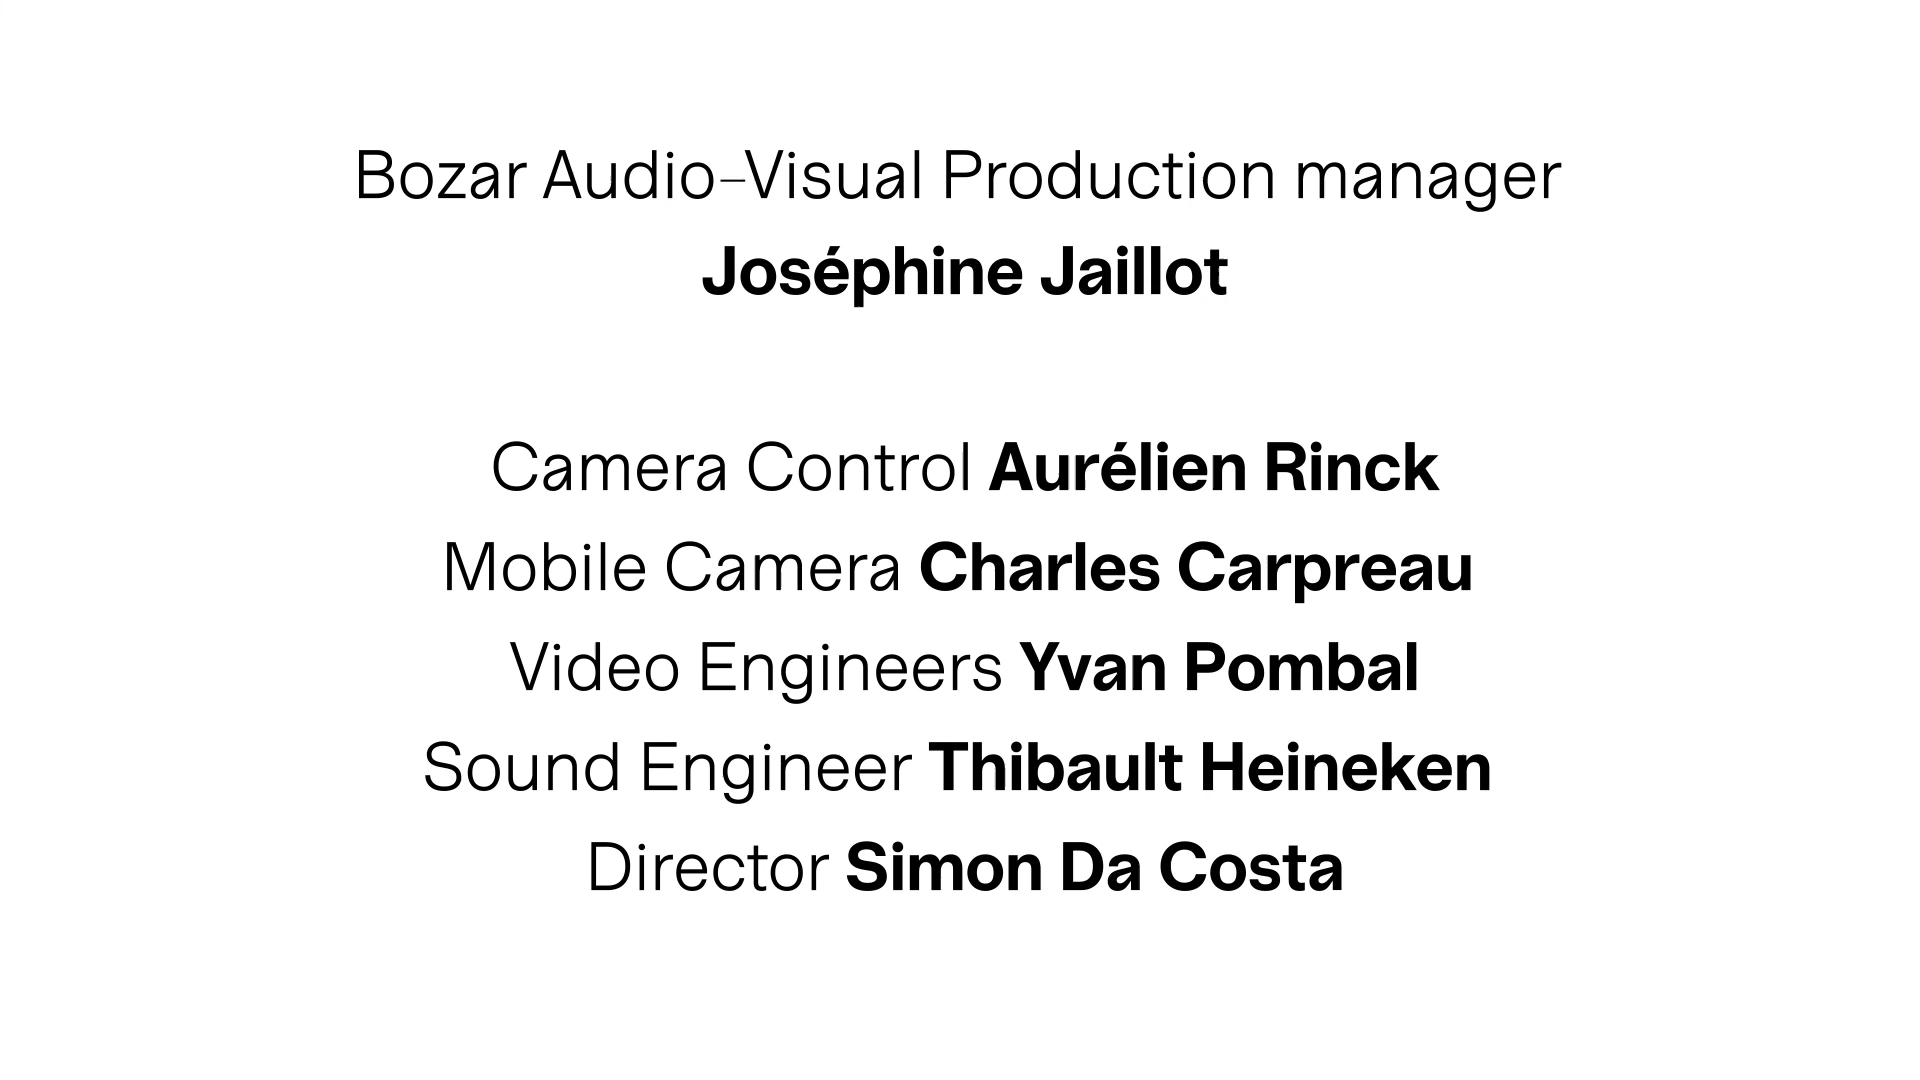 Bozar Audio–Visual Production manager
Joséphine Jaillot
Camera Control Aurélien Rinck
Mobile Camera Charles Carpreau
Video Engineers Yvan Pombal
Sound Engineer Thibault Heineken
Director Simon Da Costa